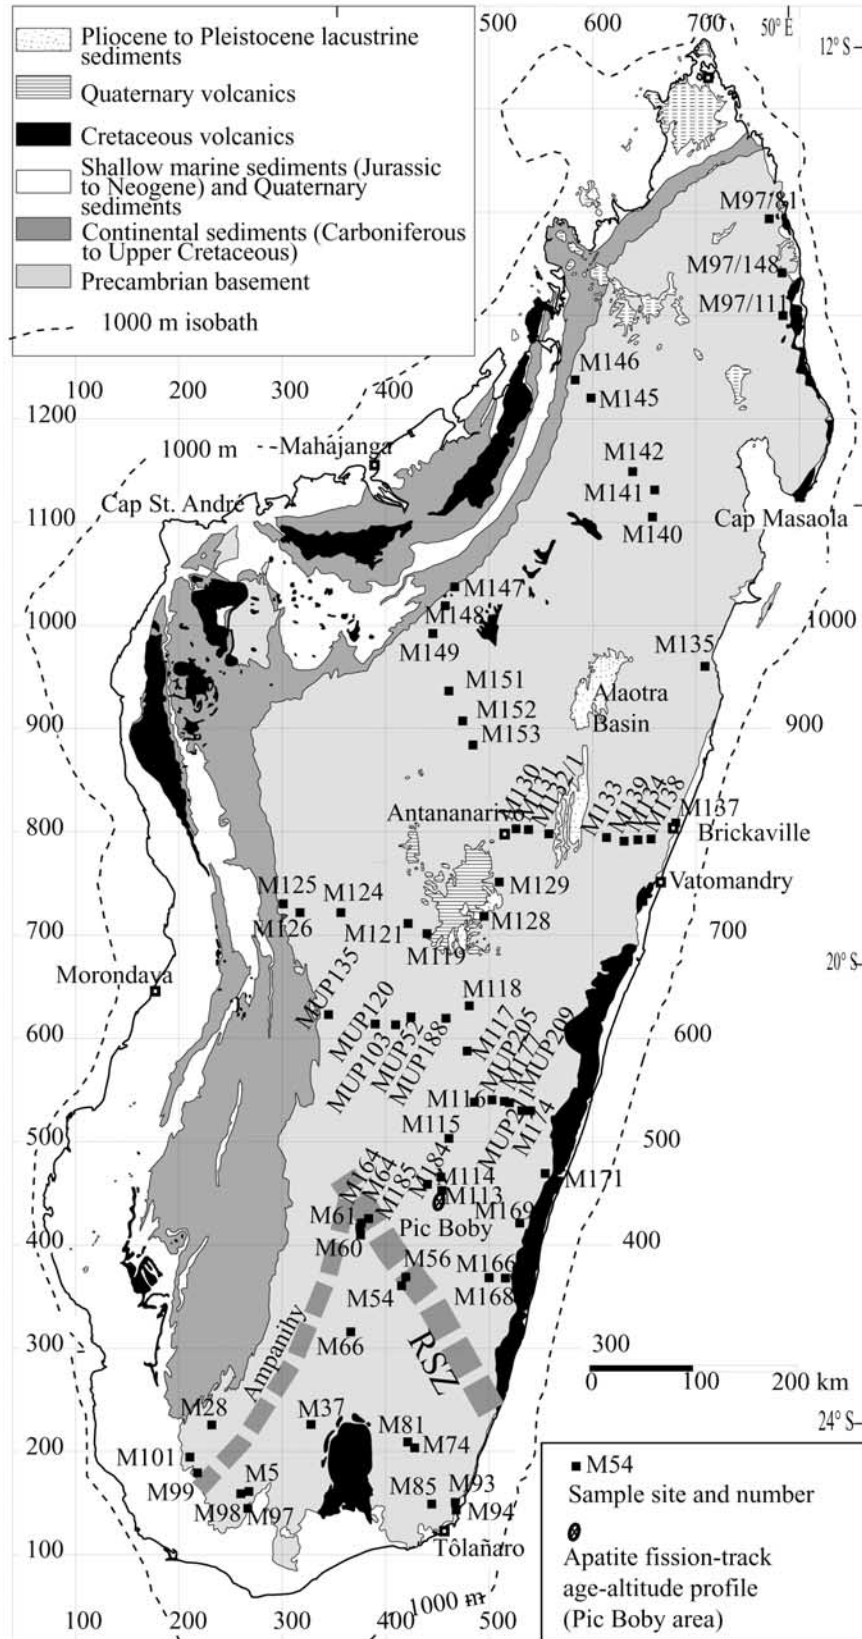 500 600 700 50° E
12° S
Pliocene to Pleistocene lacustrine
sediments
Quaternary volcanics
Cretaceous volcanics
Shallow marine sediments (Jurassic
to Neogene) and Quaternary
sediments
Continental sediments (Carboniferous
to Upper Cretaceous)
Precambrian basement
1000 m isobath
M97/81
M97/148
M97/111
100 200 300 400 500
M146
M145
1200
1000 m
Mahajanga
M142
M141
M140
Cap St. André
Cap Masaola
1100
M147
M148
M149
1000
1000
M135
M151
M152
M153
Alaotra
Basin
900
900
M130
M131
M132/1
M133
M139
M134
M138
M137
Antananarivo
Brickaville
800
M129
Vatomandry
M125
M124
M126
M121
M128
M119
700
700
20° S
Morondava
MUP135
MUP120
MUP103
MUP52
MUP188
M118
M117
MUP205
M177
MUP209
600
600
M116
MUP211
M174
M115
500
500
M164
M64
M185
M184
M114
M113
M171
M61
M60
Pic Boby
M169
400
400
M56
M54
M166
M168
M66
Ampanihy
RSZ
300
300
0 100 200 km
M28
M37
M81
M74
24° S
200
M101
M99
M5
M98
M97
M85
M93
M94
Tôlañaro
100
1000 m
100 200 300 400 500
M54
Sample site and number
Apatite fission-track
age-altitude profile
(Pic Boby area)